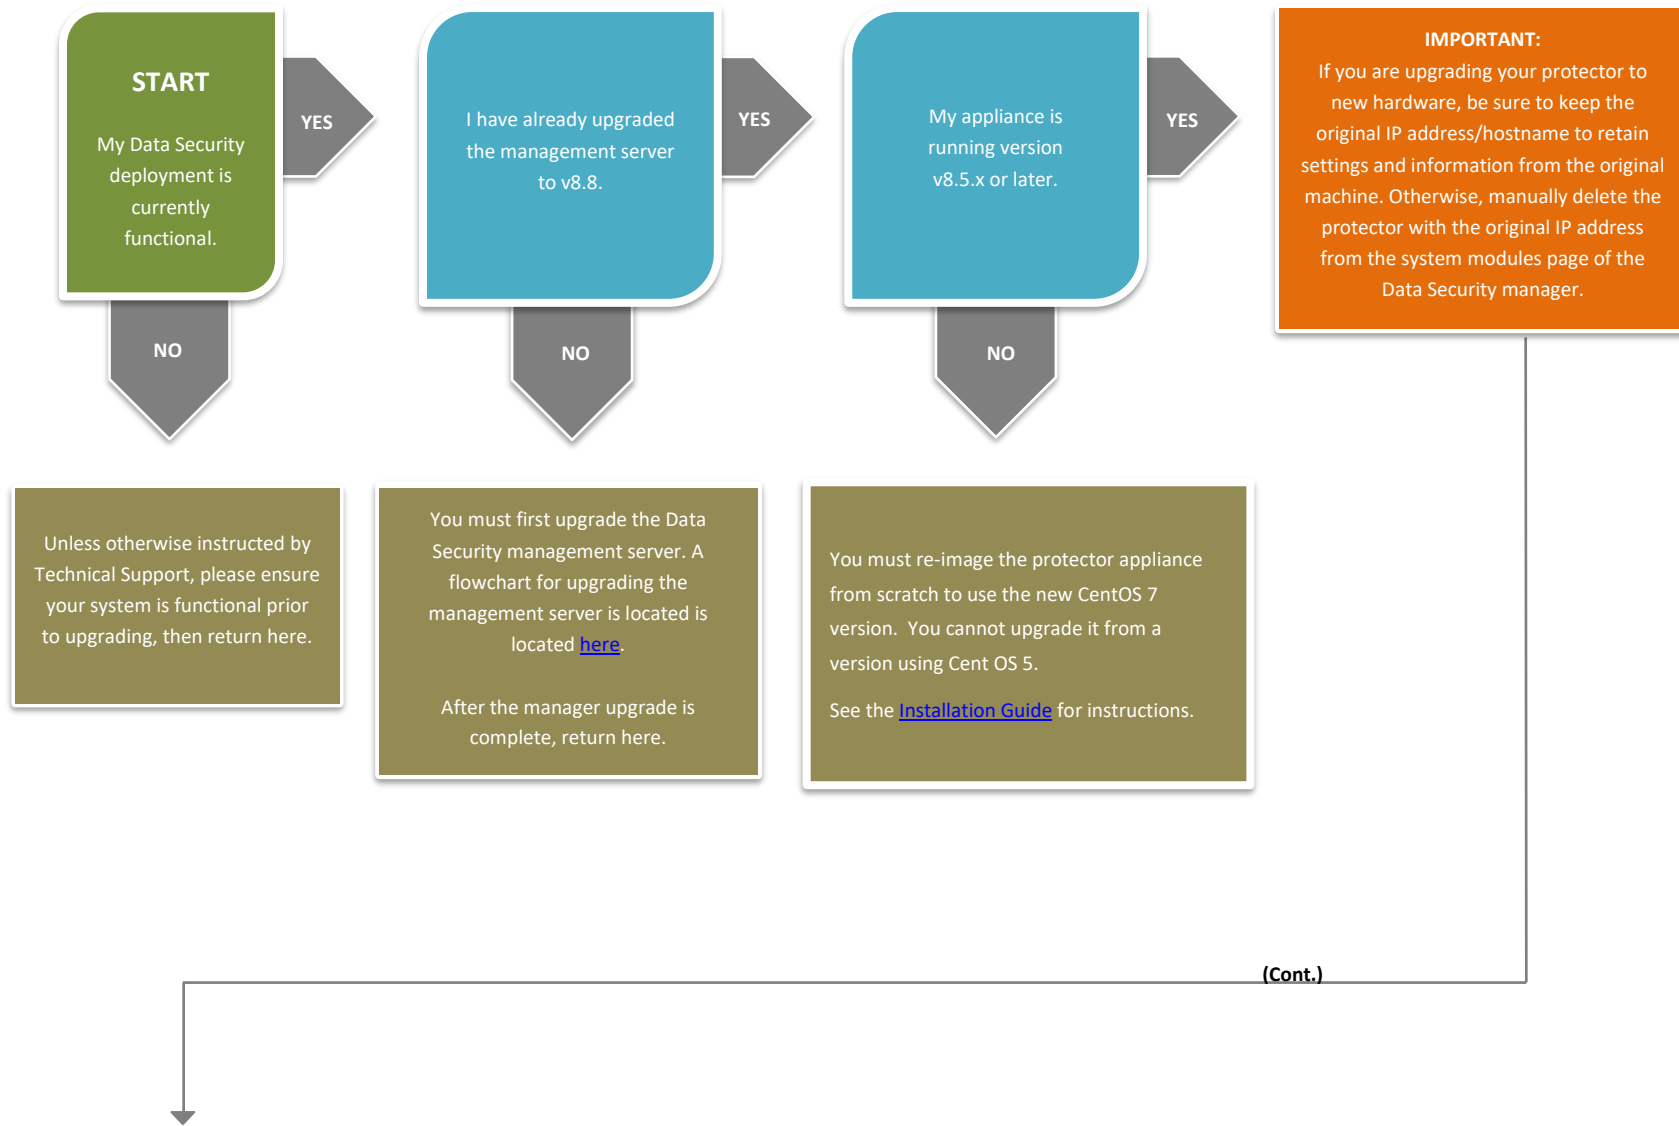 START
My Data Security
deployment is
currently
functional.
YES
NO
I have already upgraded
the management server
to v8.8.
YES
NO
My appliance is
running version
v8.5.x or later.
YES
NO
IMPORTANT:
If you are upgrading your protector to
new hardware, be sure to keep the
original IP address/hostname to retain
settings and information from the original
machine. Otherwise, manually delete the
protector with the original IP address
from the system modules page of the
Data Security manager.
Unless otherwise instructed by
Technical Support, please ensure
your system is functional prior
to upgrading, then return here.
You must first upgrade the Data
Security management server. A
flowchart for upgrading the
management server is located is
located here.
After the manager upgrade is
complete, return here.
You must re-image the protector appliance
from scratch to use the new CentOS 7
version. You cannot upgrade it from a
version using Cent OS 5.
See the Installation Guide for instructions.
(Cont.)